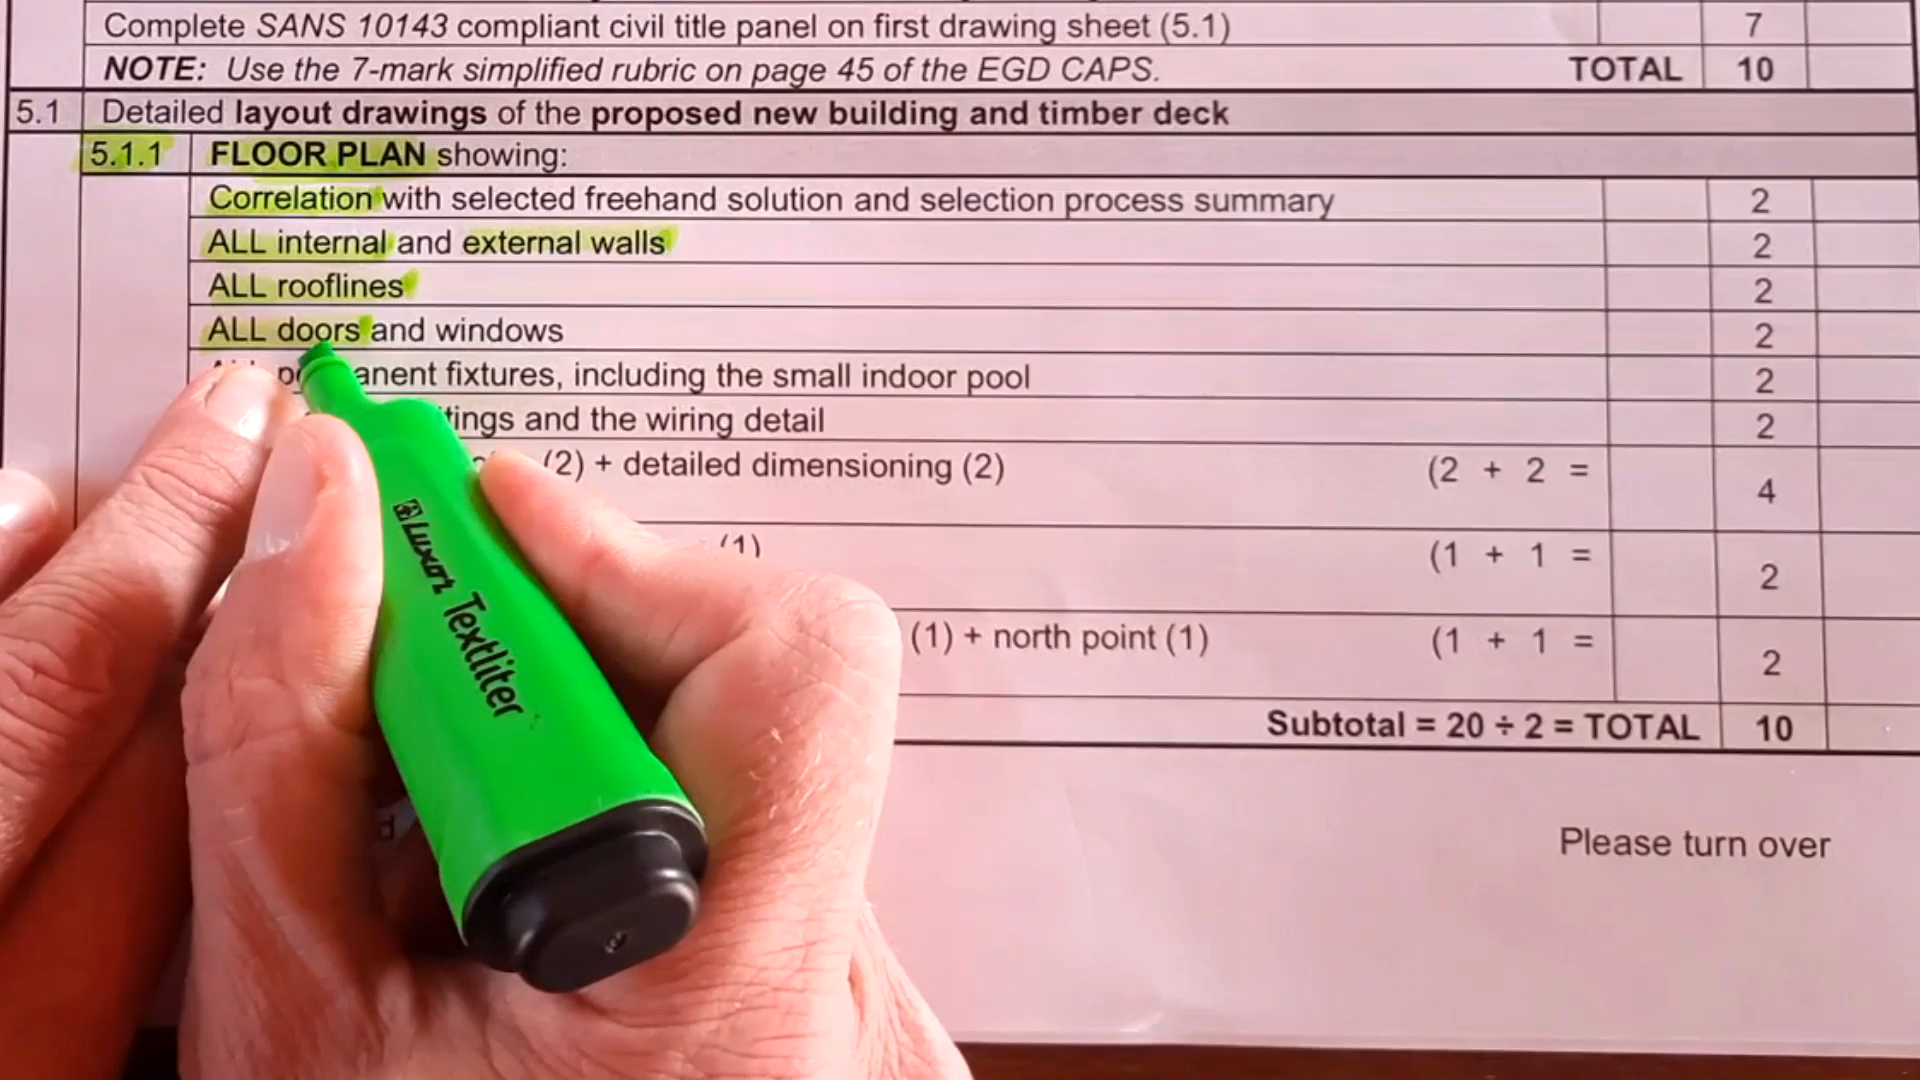 Complete SANS 10143 compliant civil title panel on first drawing sheet (5.1) 7
NOTE: Use the 7-mark simplified rubric on page 45 of the EGD CAPS. TOTAL 10
5.1 Detailed layout drawings of the proposed new building and timber deck
5.1.1 FLOOR PLAN showing:
Correlation with selected freehand solution and selection process summary 2
ALL internal and external walls 2
ALL rooflines 2
ALL doors and windows 2
anent fixtures, including the small indoor pool 2
tings and the wiring detail 2
(2) + detailed dimensioning (2) (2 + 2 = 4
(1) (1 + 1 = 2
(1) + north point (1) (1 + 1 = 2
Subtotal = 20 ÷ 2 = TOTAL 10
Please turn over
Luxor Textliter